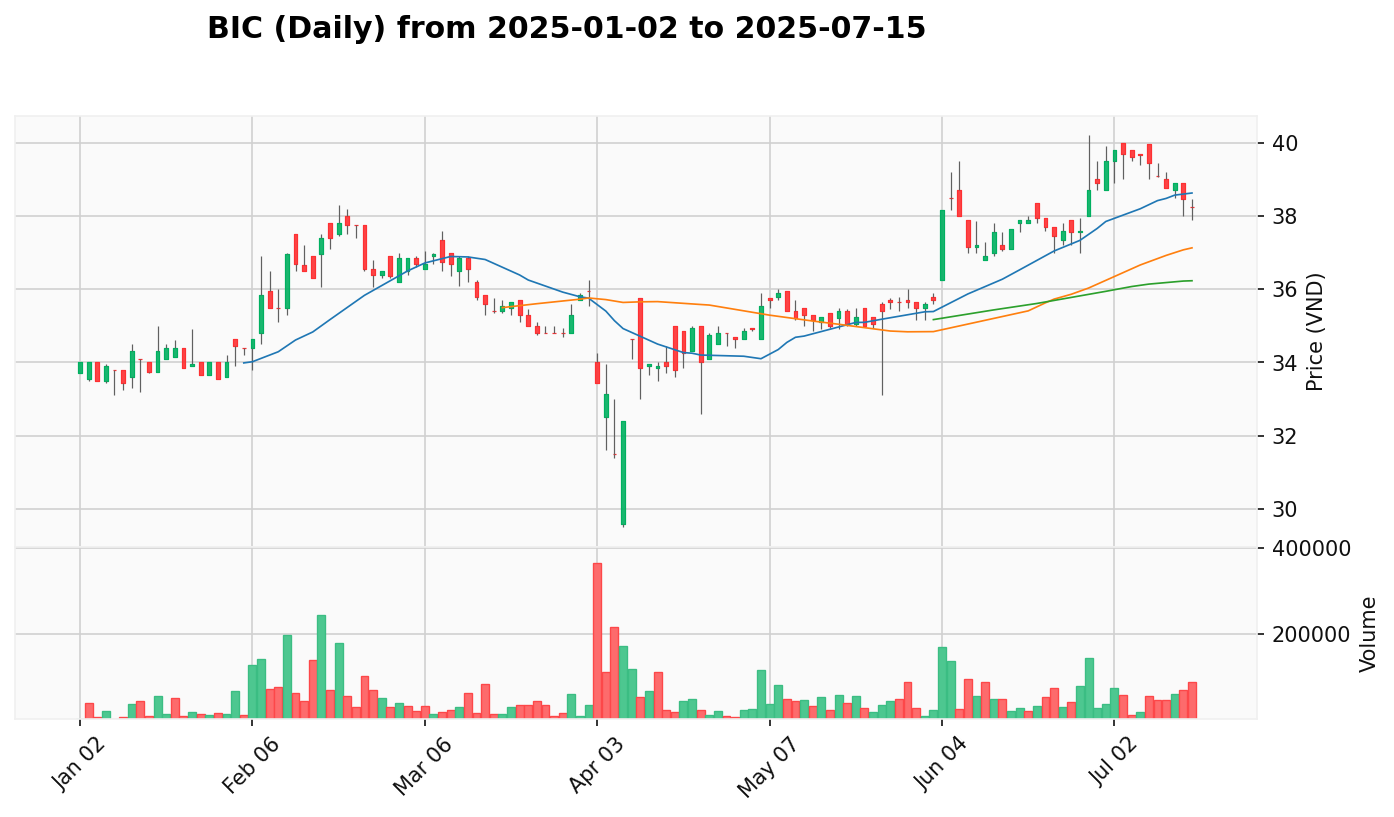 BIC (Daily) from 2025-01-02 to 2025-07-15
40
38
36
34
32
30
Price (VND)
400000
200000
Volume
Jan 02
Feb 06
Mar 06
Apr 03
May 07
Jun 04
Jul 02